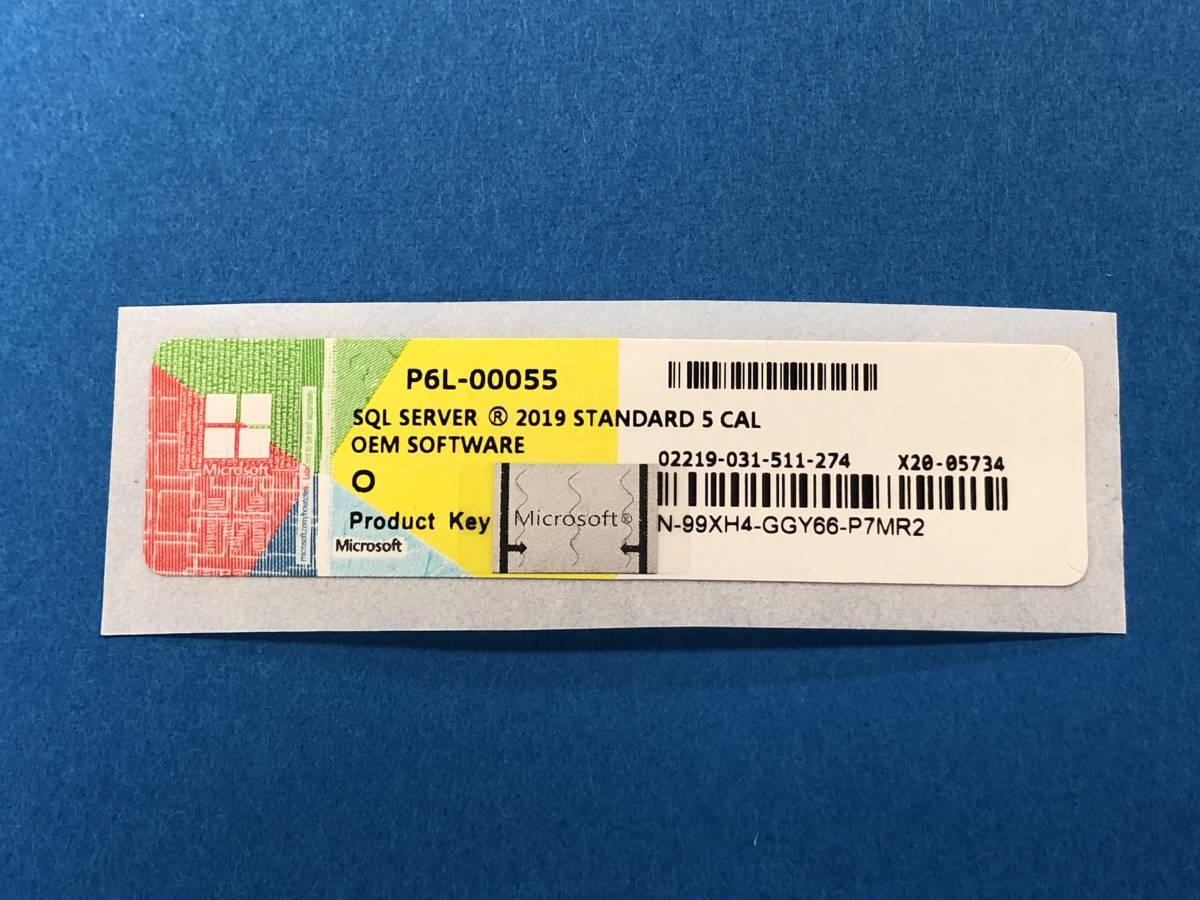 P6L-00055
SQL SERVER ® 2019 STANDARD 5 CAL
OEM SOFTWARE
02219-031-511-274 X20-05734
O
Product Key Microsoft® N-99XH4-GGY66-P7MR2
Microsoft
Microsoft